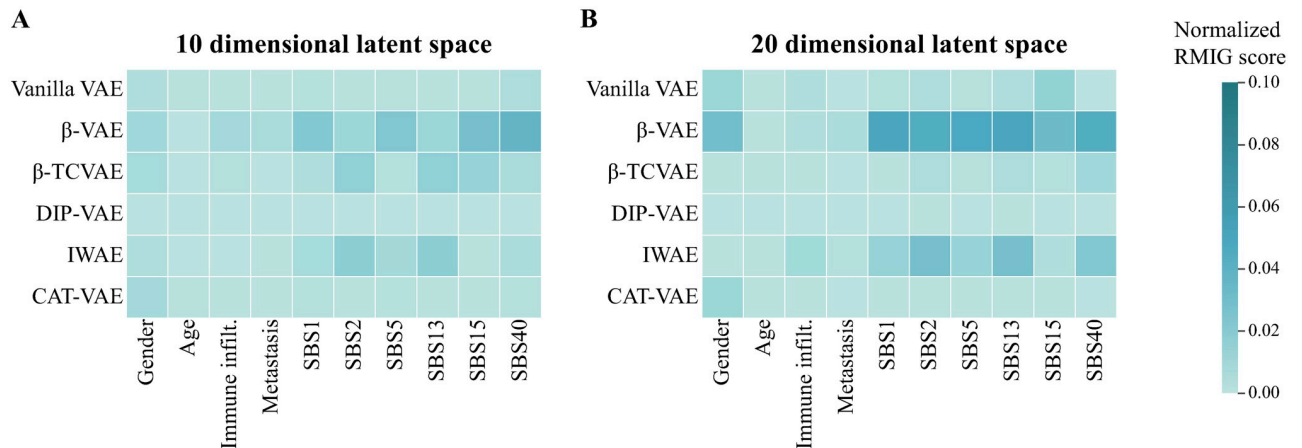 A
10 dimensional latent space
Vanilla VAE
β-VAE
β-TCVAE
DIP-VAE
IWAE
CAT-VAE
Gender
Age
Immune infilt.
Metastasis
SBS1
SBS2
SBS5
SBS13
SBS15
SBS40
B
20 dimensional latent space
Vanilla VAE
β-VAE
β-TCVAE
DIP-VAE
IWAE
CAT-VAE
Gender
Age
Immune infilt.
Metastasis
SBS1
SBS2
SBS5
SBS13
SBS15
SBS40
Normalized
RMIG score
0.10
0.08
0.06
0.04
0.02
0.00